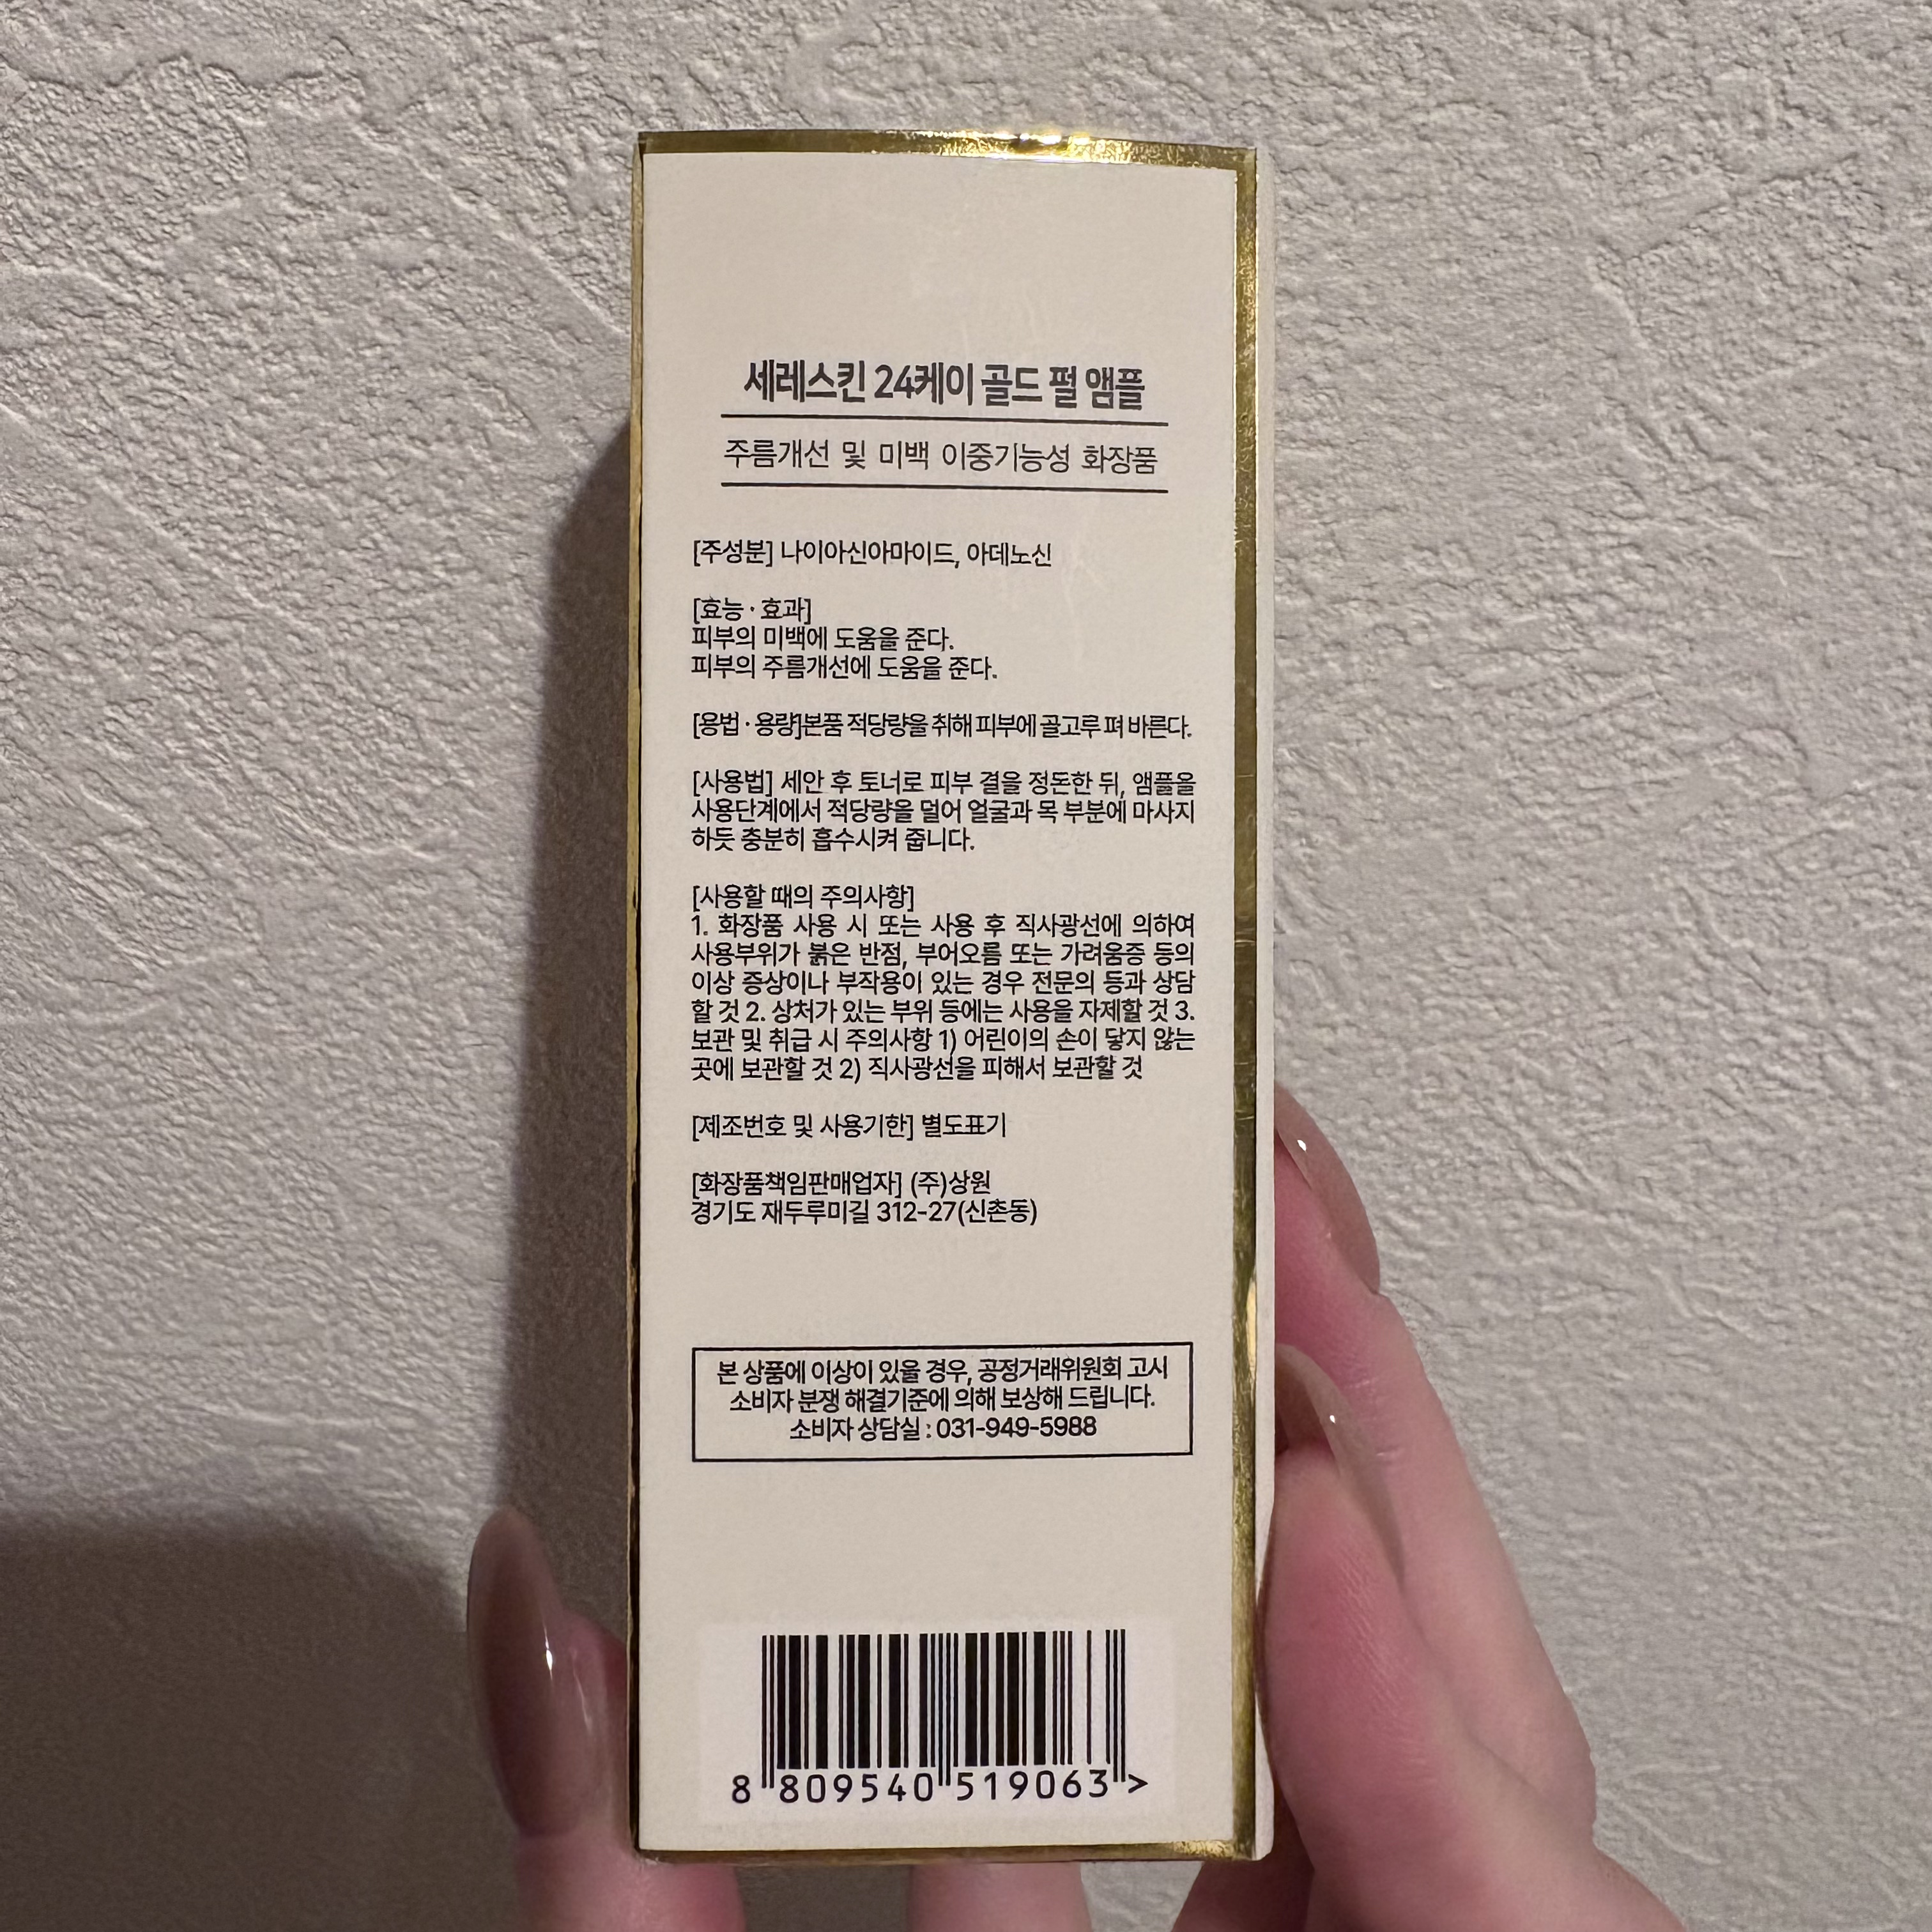 세레스킨 24케이 골드 펄 앰플
주름개선 및 미백 이중기능성 화장품
[주성분] 나이아신아마이드, 아데노신
[효능·효과]
피부의 미백에 도움을 준다.
피부의 주름개선에 도움을 준다.
[용법·용량]본품 적당량을 취해 피부에 골고루 펴 바른다.
[사용법] 세안 후 토너로 피부 결을 정돈한 뒤, 앰플을
사용단계에서 적당량을 덜어 얼굴과 목 부분에 마사지
하듯 충분히 흡수시켜 줍니다.
[사용할 때의 주의사항]
1. 화장품 사용 시 또는 사용 후 직사광선에 의하여
사용부위가 붉은 반점, 부어오름 또는 가려움증 등의
이상 증상이나 부작용이 있는 경우 전문의 등과 상담
할 것 2. 상처가 있는 부위 등에는 사용을 자제할 것 3.
보관 및 취급 시 주의사항 1) 어린이의 손이 닿지 않는
곳에 보관할 것 2) 직사광선을 피해서 보관할 것
[제조번호 및 사용기한] 별도표기
[화장품책임판매업자] (주)상원
경기도 재두루미길 312-27(신촌동)
본 상품에 이상이 있을 경우, 공정거래위원회 고시
소비자 분쟁 해결기준에 의해 보상해 드립니다.
소비자 상담실 : 031-949-5988
8 809540 519063 >